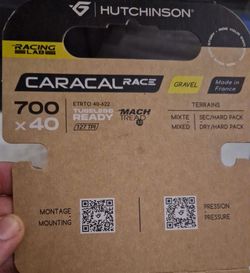 HUTCHINSON®
RACING
LAB
CARACAL RACE
GRAVEL
Made in
France
700
x 40
ETRTO 40-622
TUBELESS
READY
127 TPI
MACH
TREAD
TERRAINS
MIXTE | SEC/HARD PACK
MIXED | DRY/HARD PACK
MONTAGE
MOUNTING
PRESSION
PRESSURE